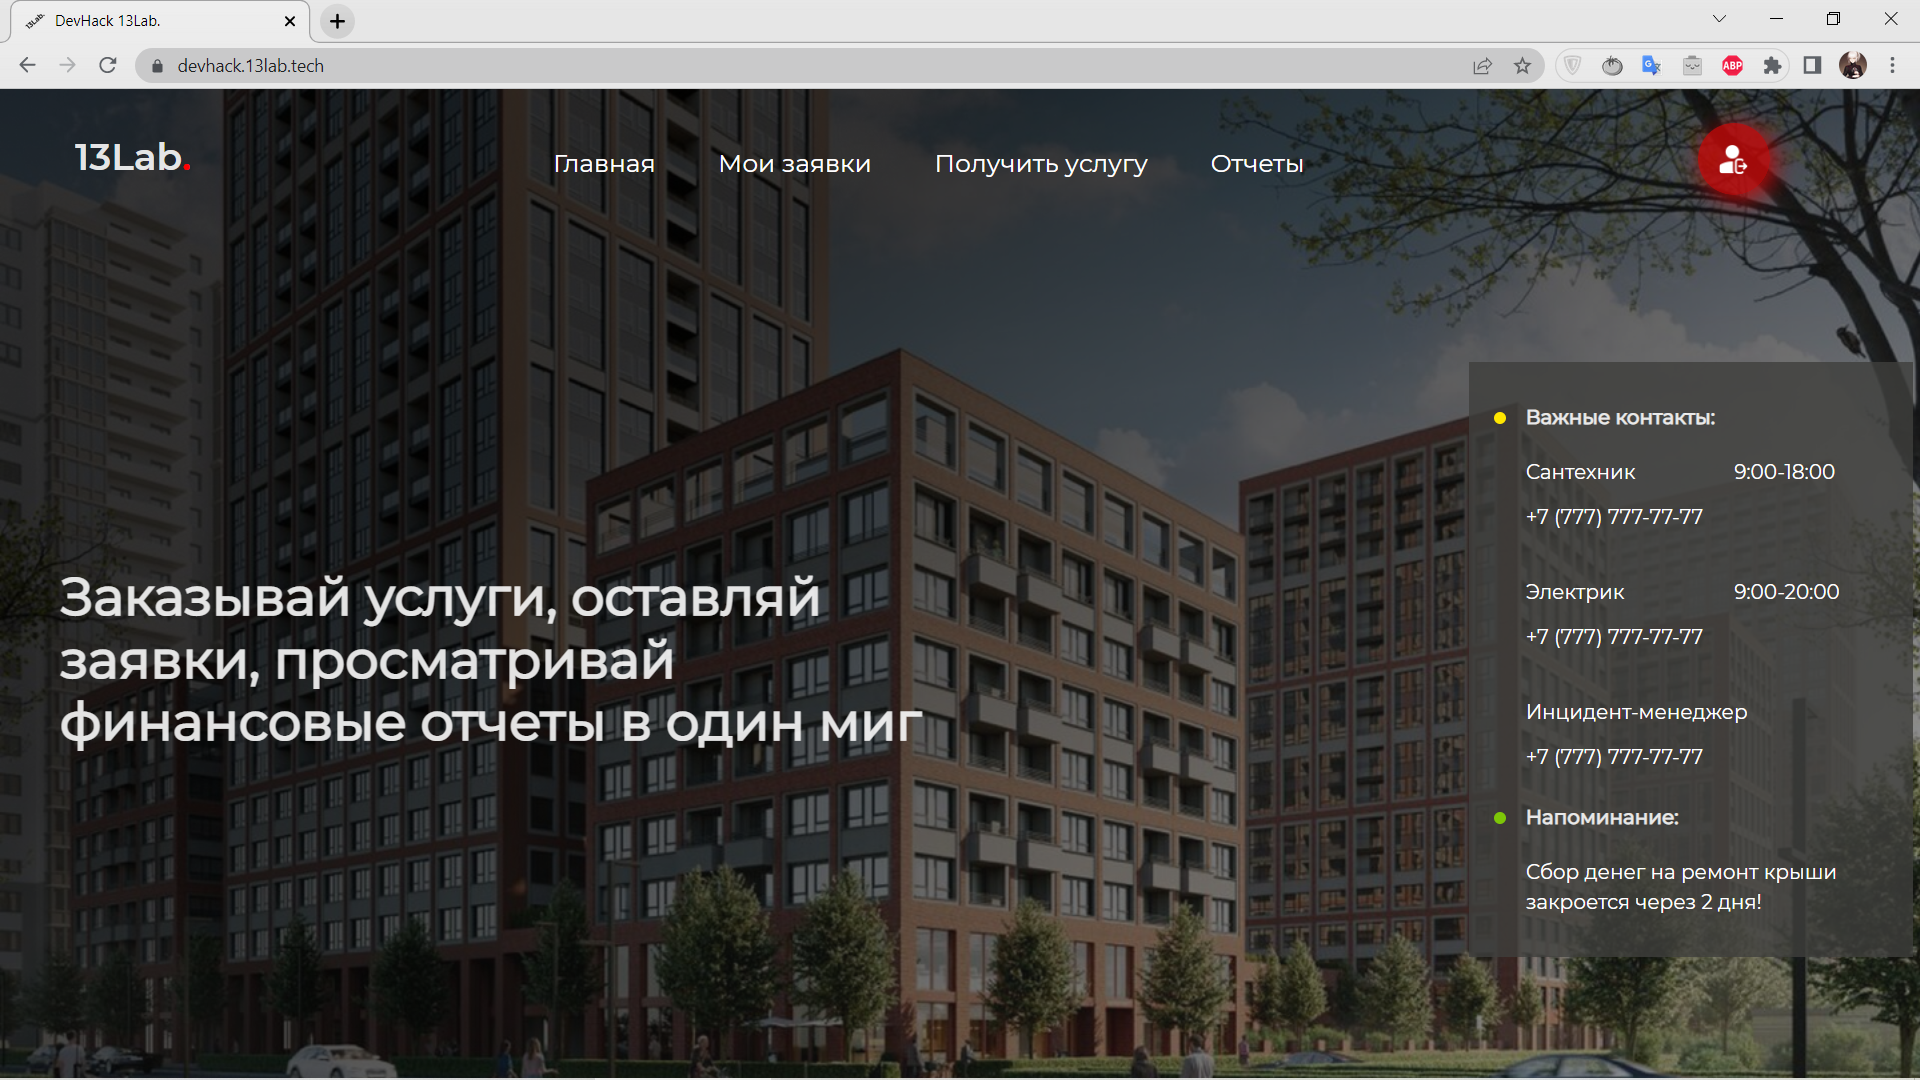 DevHack 13Lab.
devhack.13lab.tech
ABP
13Lab.
Главная
Мои заявки
Получить услугу
Отчеты
Заказывай услуги, оставляй
заявки, просматривай
финансовые отчеты в один миг
Важные контакты:
Сантехник 9:00-18:00
+7 (777) 777-77-77
Электрик 9:00-20:00
+7 (777) 777-77-77
Инцидент-менеджер
+7 (777) 777-77-77
Напоминание:
Сбор денег на ремонт крыши
закроется через 2 дня!